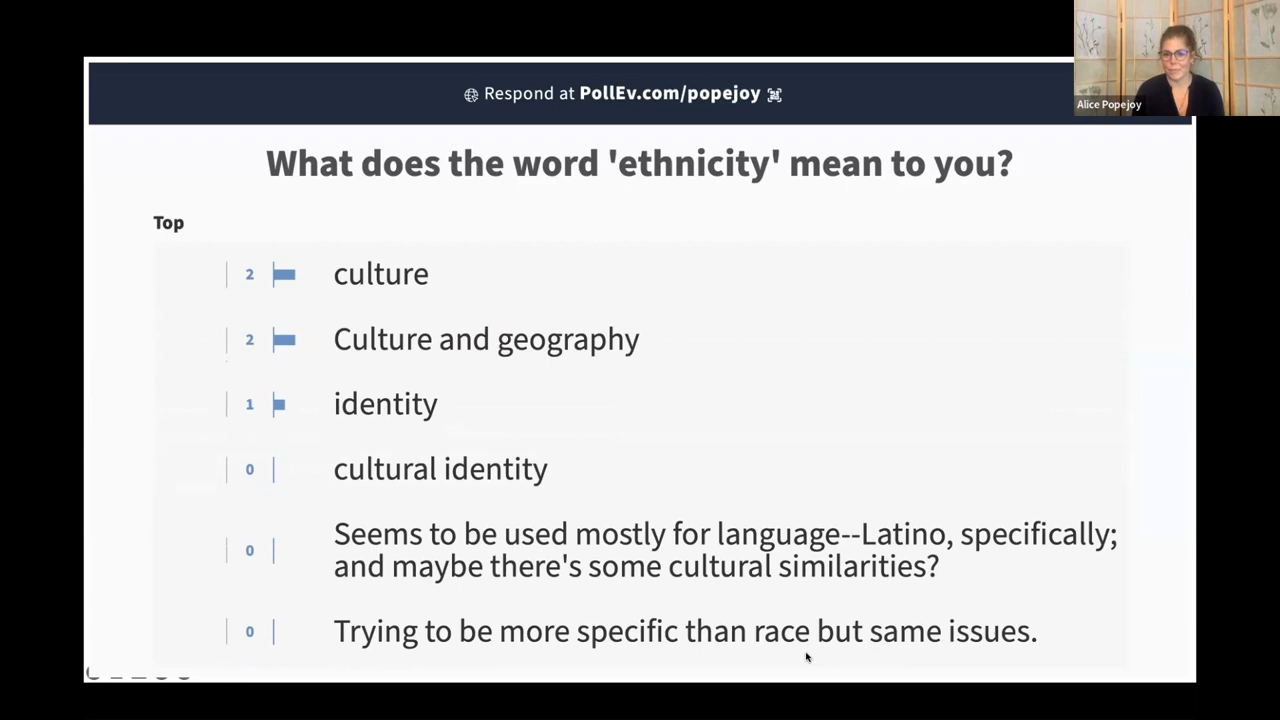 Respond at PollEv.com/popejoy
Alice Popejoy
What does the word 'ethnicity' mean to you?
Top
2 culture
2 Culture and geography
1 identity
0 cultural identity
0 Seems to be used mostly for language--Latino, specifically;
and maybe there's some cultural similarities?
0 Trying to be more specific than race but same issues.